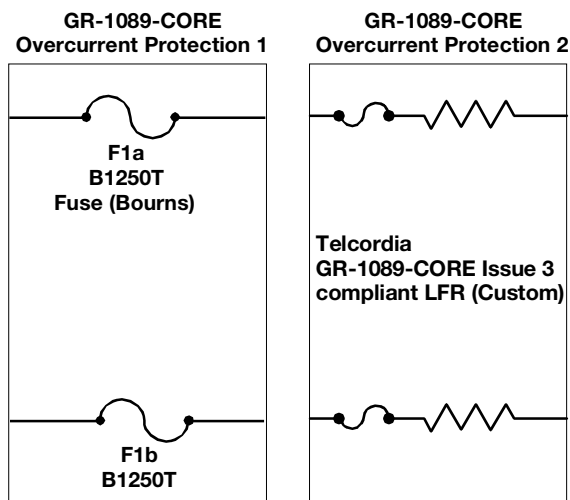 GR-1089-CORE
Overcurrent Protection 1
F1a
B1250T
Fuse (Bourns)
F1b
B1250T
GR-1089-CORE
Overcurrent Protection 2
Telcordia
GR-1089-CORE Issue 3
compliant LFR (Custom)